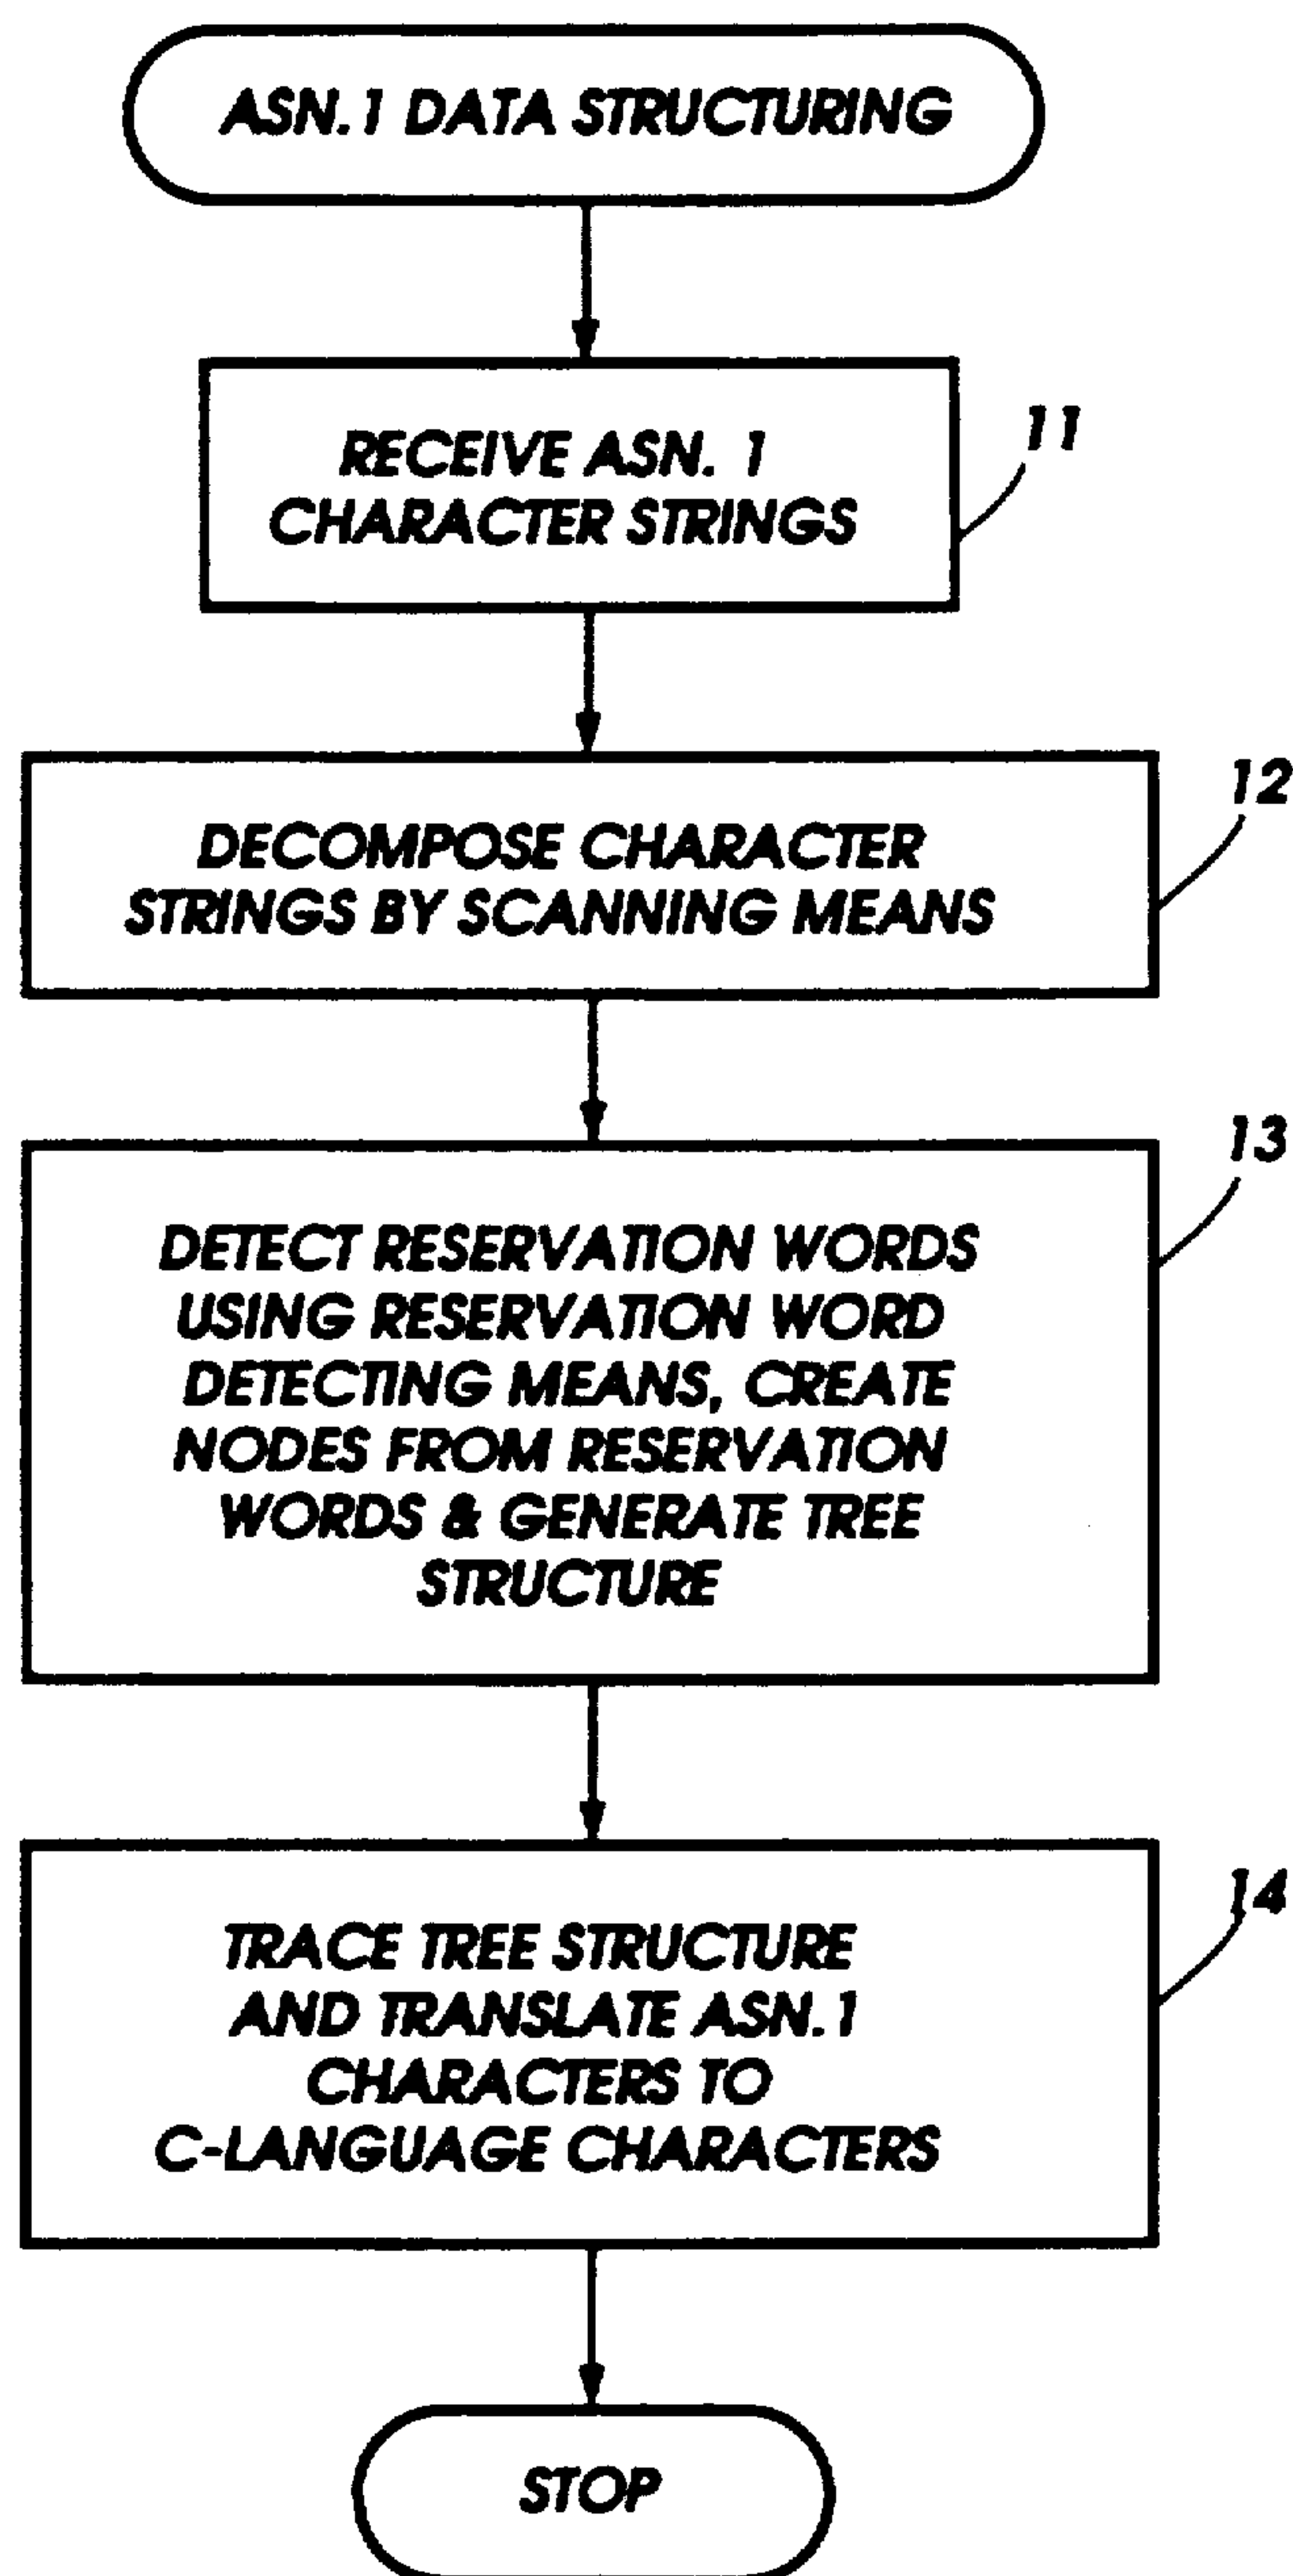 ASN.1 DATA STRUCTURING
RECEIVE ASN. 1
CHARACTER STRINGS
11
DECOMPOSE CHARACTER
STRINGS BY SCANNING MEANS
12
DETECT RESERVATION WORDS
USING RESERVATION WORD
DETECTING MEANS, CREATE
NODES FROM RESERVATION
WORDS & GENERATE TREE
STRUCTURE
13
TRACE TREE STRUCTURE
AND TRANSLATE ASN.1
CHARACTERS TO
C-LANGUAGE CHARACTERS
14
STOP